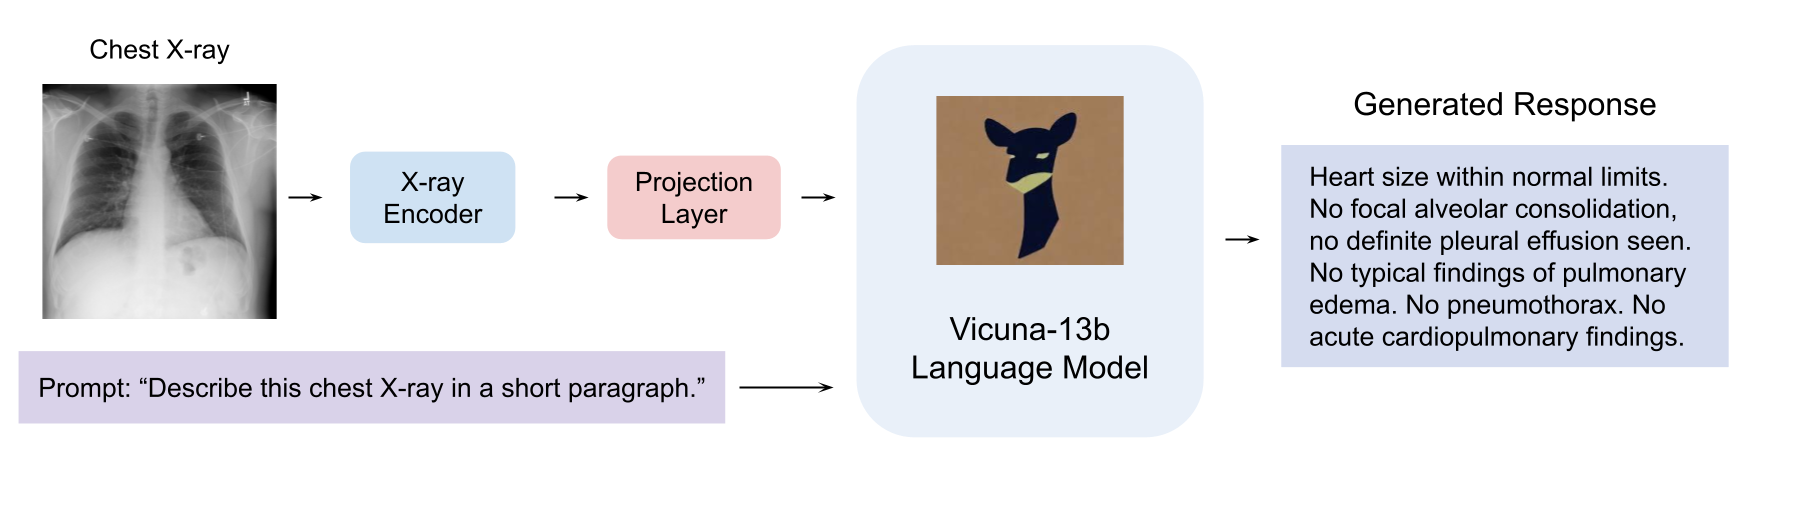 Chest X-ray
X-ray
Encoder
Projection
Layer
Prompt: “Describe this chest X-ray in a short paragraph.”
Vicuna-13b
Language Model
Generated Response
Heart size within normal limits.
No focal alveolar consolidation,
no definite pleural effusion seen.
No typical findings of pulmonary
edema. No pneumothorax. No
acute cardiopulmonary findings.